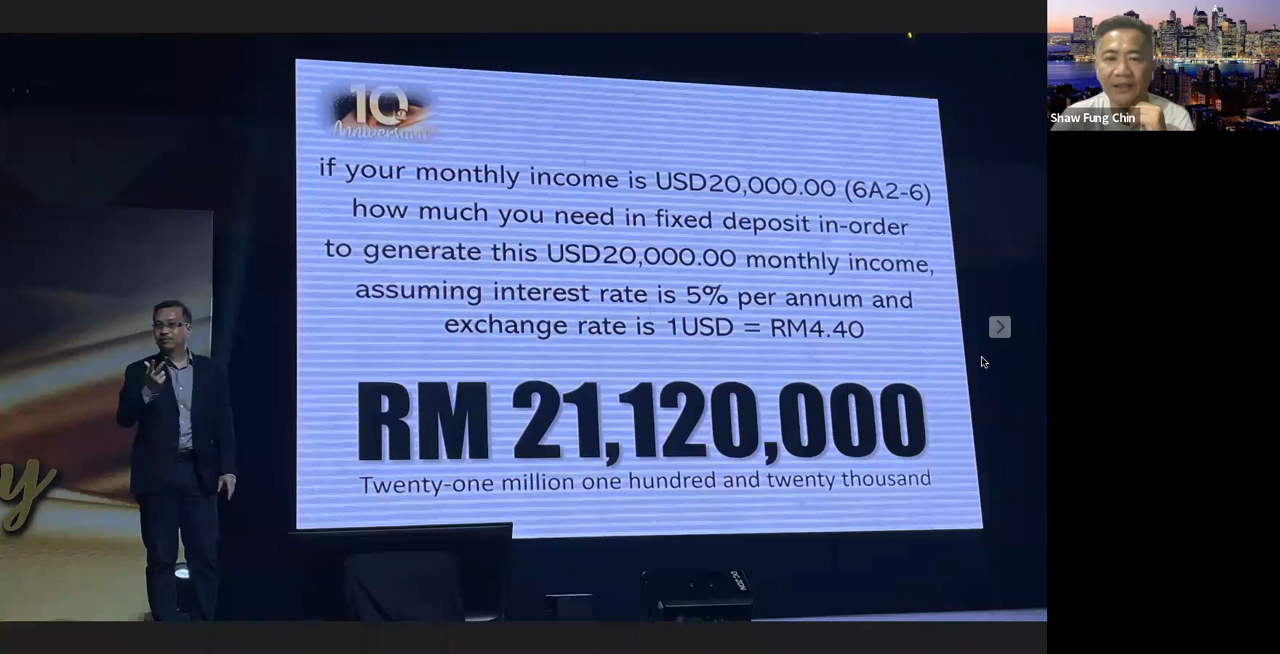 10
Anniversary
if your monthly income is USD20,000.00 (6A2-6)
how much you need in fixed deposit in-order
to generate this USD20,000.00 monthly income,
assuming interest rate is 5% per annum and
exchange rate is 1USD = RM4.40
RM 21,120,000
Twenty-one million one hundred and twenty thousand
y
Shaw Fung Chin